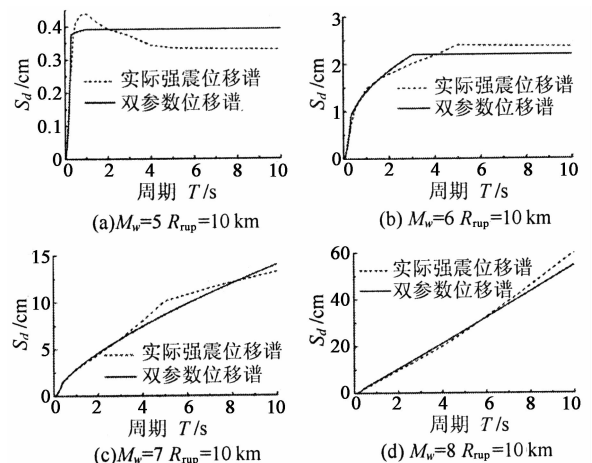 0.4
0.3
0.2
0.1
0
S_d /cm
实际强震位移谱
双参数位移谱
0 2 4 6 8 10
周期 T/s
(a)M_w=5 R_rup=10 km
3
2
1
0
S_d /cm
实际强震位移谱
双参数位移谱
0 2 4 6 8 10
周期 T/s
(b) M_w=6 R_rup=10 km
15
10
5
0
S_d /cm
实际强震位移谱
双参数位移谱
0 2 4 6 8 10
周期 T/s
(c)M_w=7 R_rup=10 km
60
40
20
0
S_d /cm
实际强震位移谱
双参数位移谱
0 2 4 6 8 10
周期 T/s
(d) M_w=8 R_rup=10 km